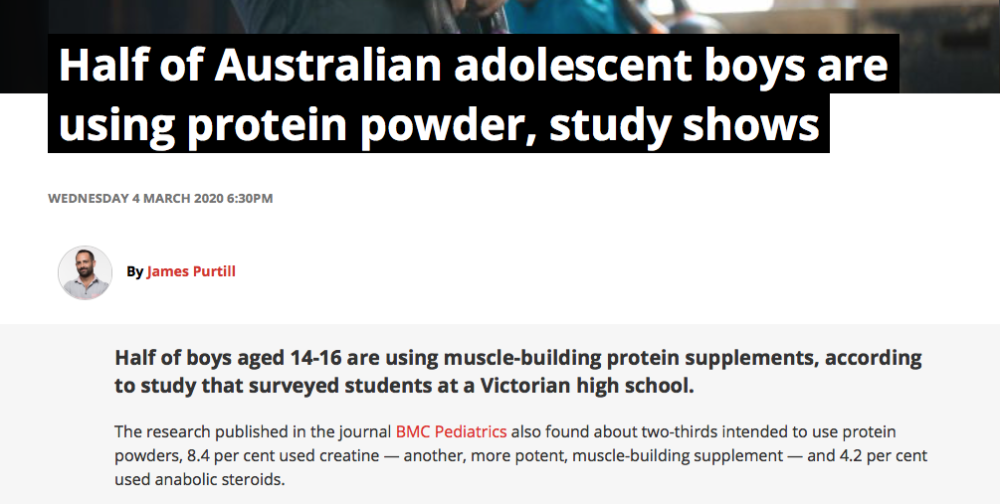 Half of Australian adolescent boys are
using protein powder, study shows
WEDNESDAY 4 MARCH 2020 6:30PM
By James Purtill
Half of boys aged 14-16 are using muscle-building protein supplements, according
to study that surveyed students at a Victorian high school.
The research published in the journal BMC Pediatrics also found about two-thirds intended to use protein
powders, 8.4 per cent used creatine — another, more potent, muscle-building supplement — and 4.2 per cent
used anabolic steroids.